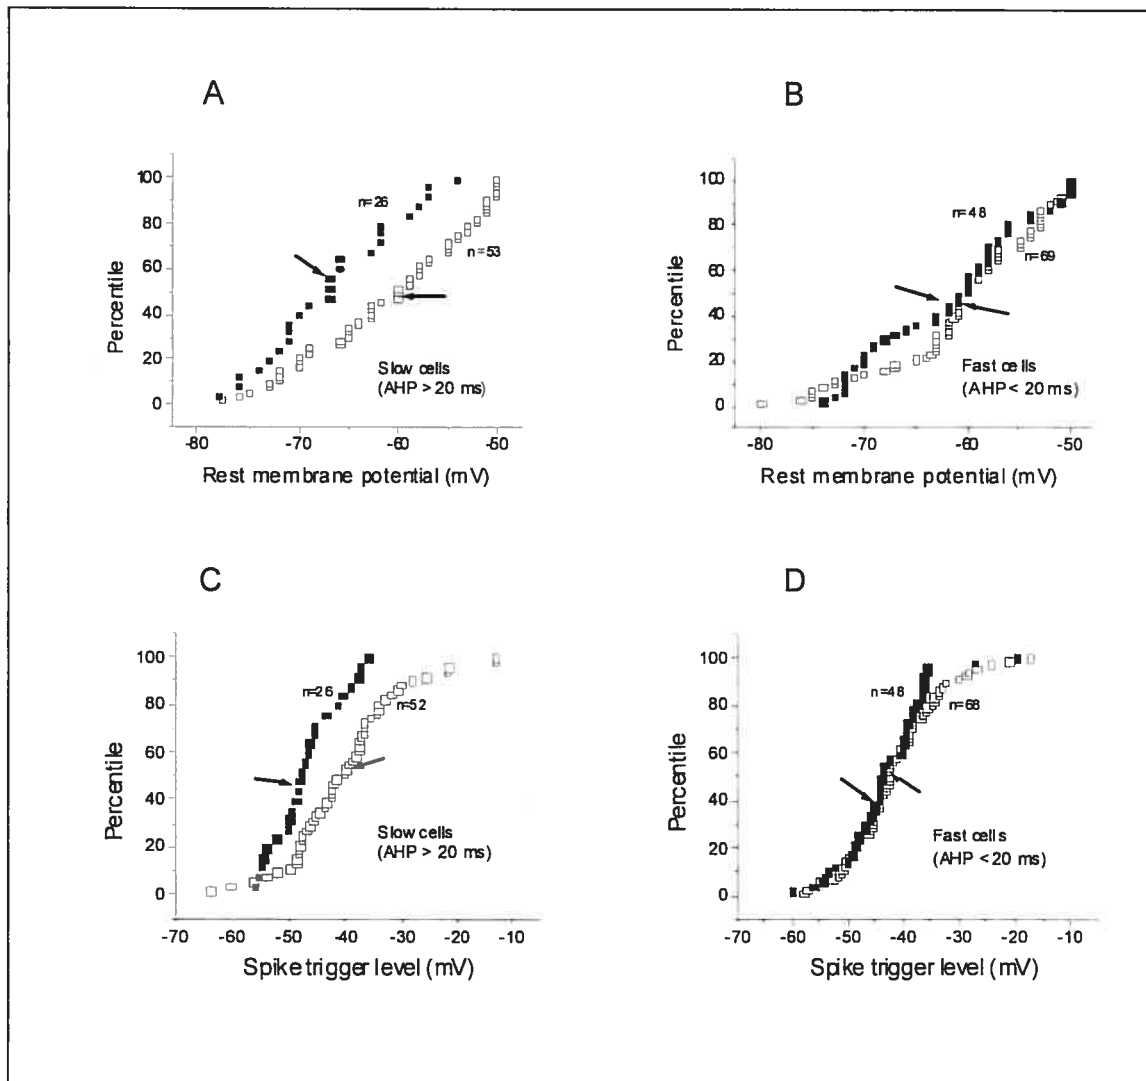 A
Percentile
100
80
60
40
20
0
n=26
n=53
Slow cells
(AHP > 20 ms)
-80 -70 -60 -50
Rest membrane potential (mV)
B
Percentile
100
80
60
40
20
0
n=48
n=69
Fast cells
(AHP < 20 ms)
-80 -70 -60 -50
Rest membrane potential (mV)
C
Percentile
100
80
60
40
20
0
n=26
n=52
Slow cells
(AHP > 20 ms)
-70 -60 -50 -40 -30 -10
Spike trigger level (mV)
D
Percentile
100
80
60
40
20
0
n=48
n=68
Fast cells
(AHP < 20 ms)
-70 -60 -50 -40 -30 -10
Spike trigger level (mV)